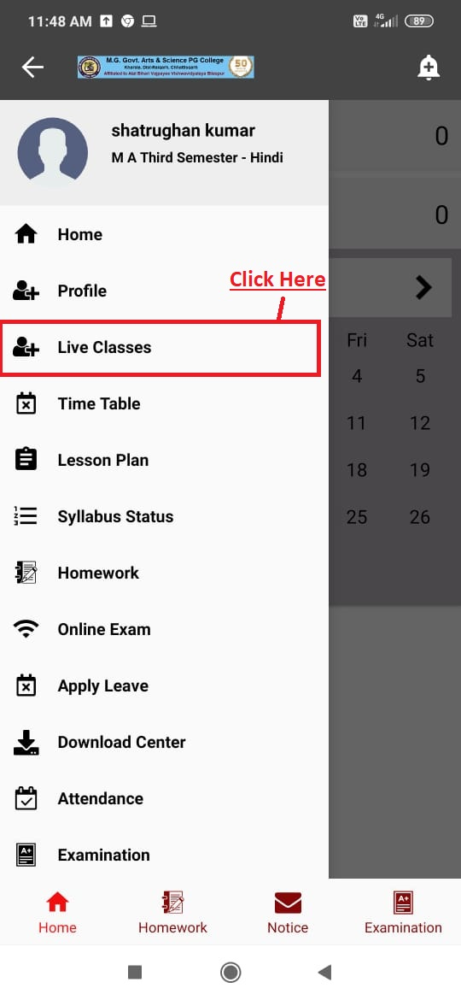 11:48 AM
4G
Vo
LTE
89
M.G. Govt. Arts & Science PG College
Kharsia, Dist-Raigarh, Chhattisgarh
Affiliated to Atal Bihari Vajpayee Vishwavidyalaya Bilaspur
50
shatrughan kumar
M A Third Semester - Hindi
0
0
Home
Click Here
Profile
Fri Sat
Live Classes
4 5
Time Table
11 12
Lesson Plan
18 19
Syllabus Status
25 26
Homework
Online Exam
Apply Leave
Download Center
Attendance
A+
Examination
A+
Home Homework Notice Examination